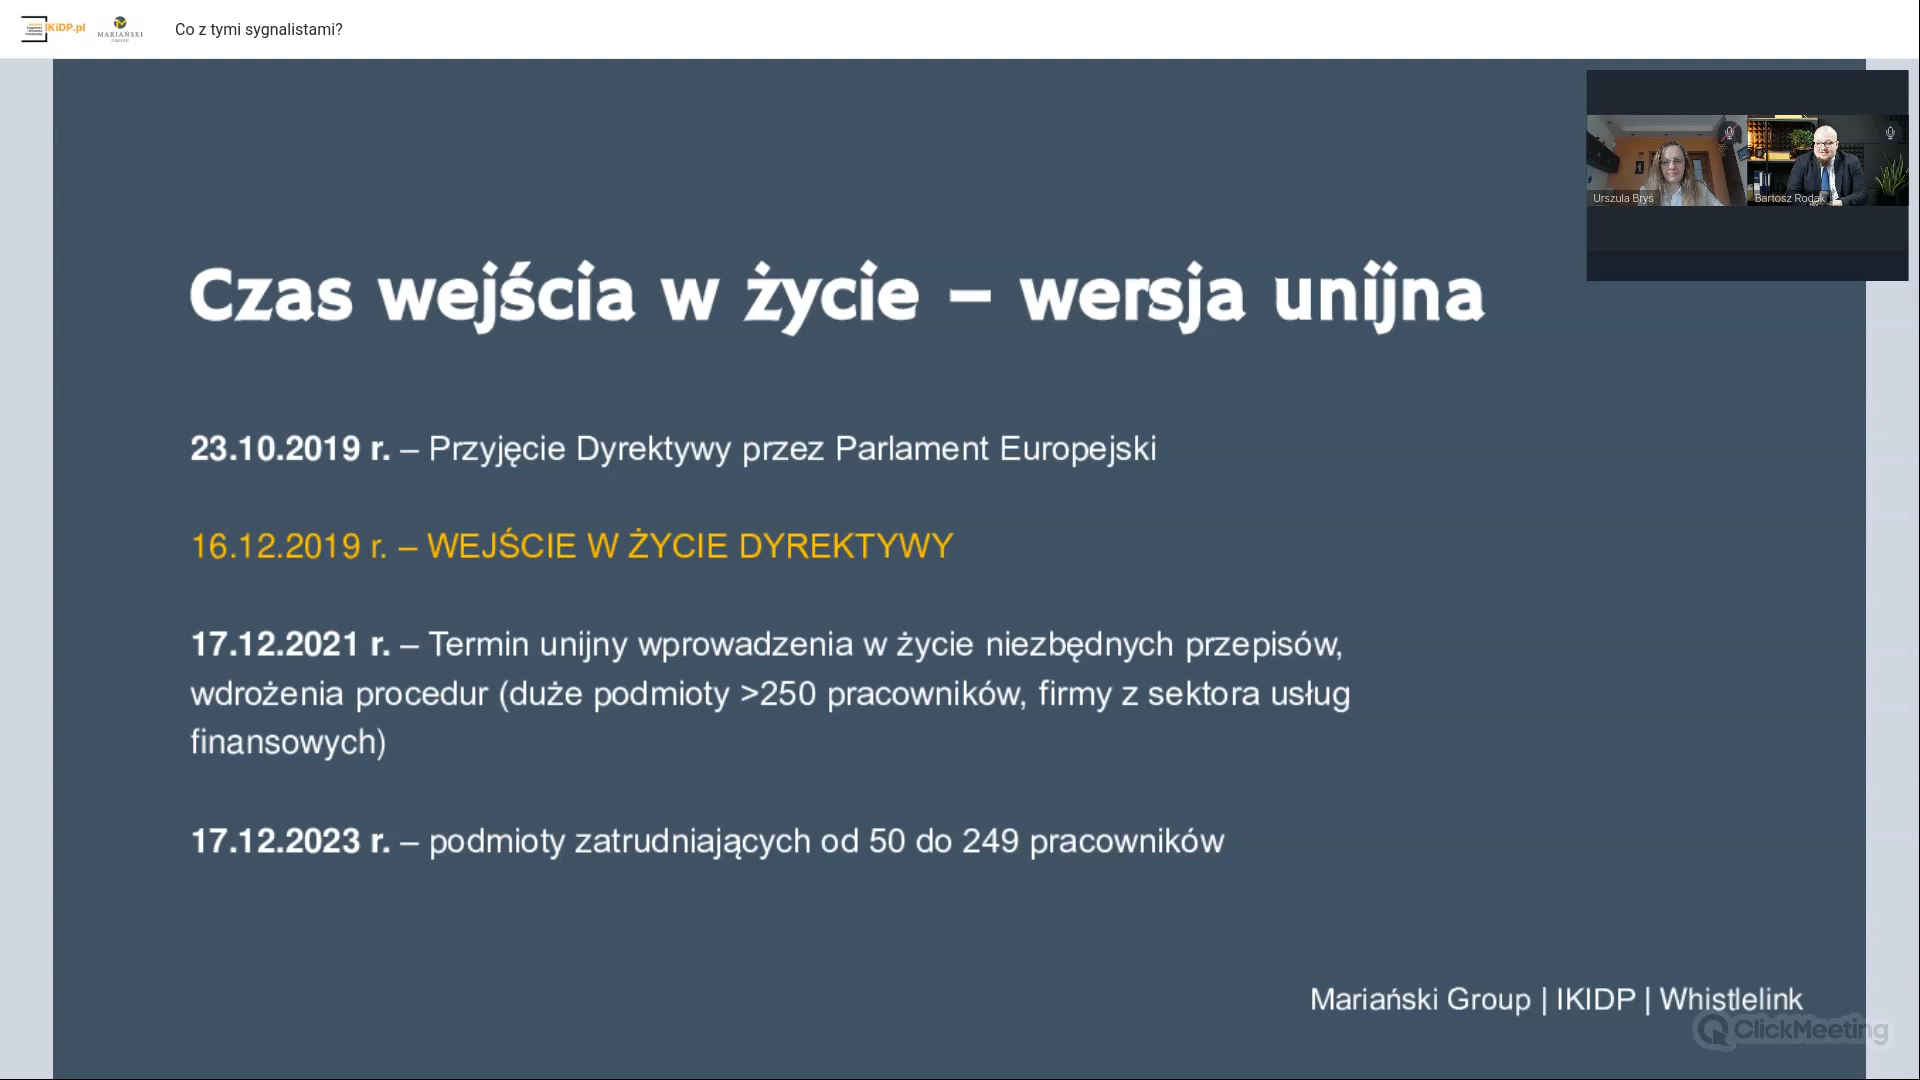 IKiDP.pl
MARIAŃSKI
GROUP
Co z tymi sygnalistami?
Urszula Bryś
Bartosz Rodak
Czas wejścia w życie – wersja unijna
23.10.2019 r. – Przyjęcie Dyrektywy przez Parlament Europejski
16.12.2019 r. – WEJŚCIE W ŻYCIE DYREKTYWY
17.12.2021 r. – Termin unijny wprowadzenia w życie niezbędnych przepisów,
wdrożenia procedur (duże podmioty >250 pracowników, firmy z sektora usług
finansowych)
17.12.2023 r. – podmioty zatrudniających od 50 do 249 pracowników
Mariański Group | IKIDP | Whistlelink
ClickMeeting